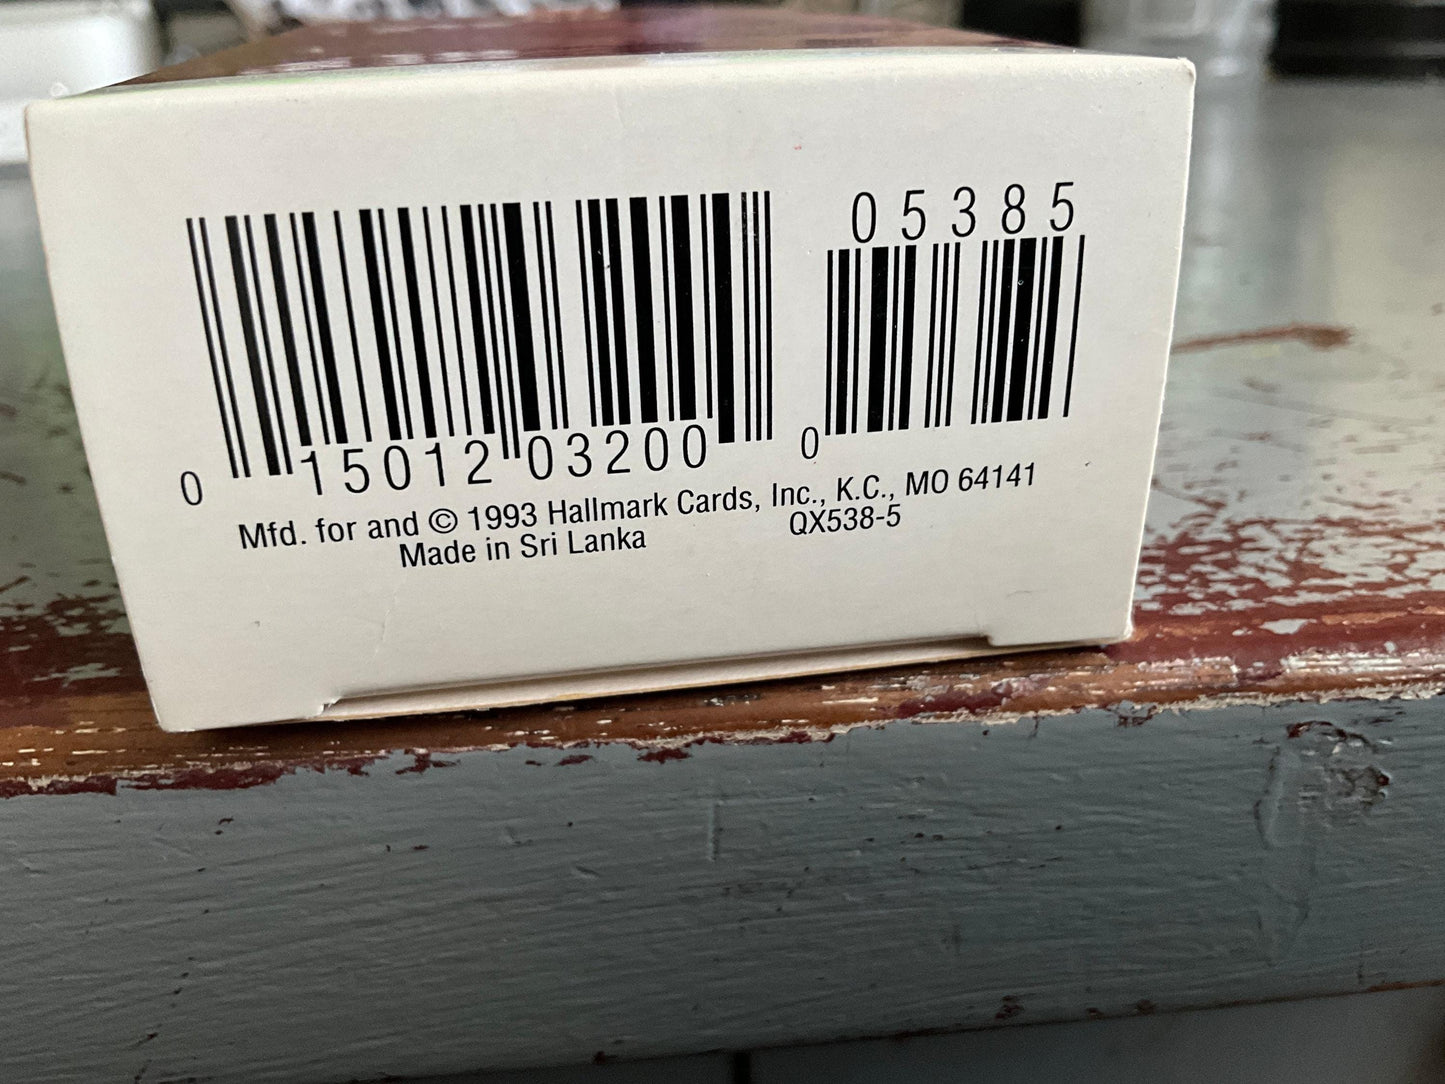 05385
0 15012 03200 0
Mfd. for and © 1993 Hallmark Cards, Inc., K.C., MO 64141
Made in Sri Lanka QX538-5